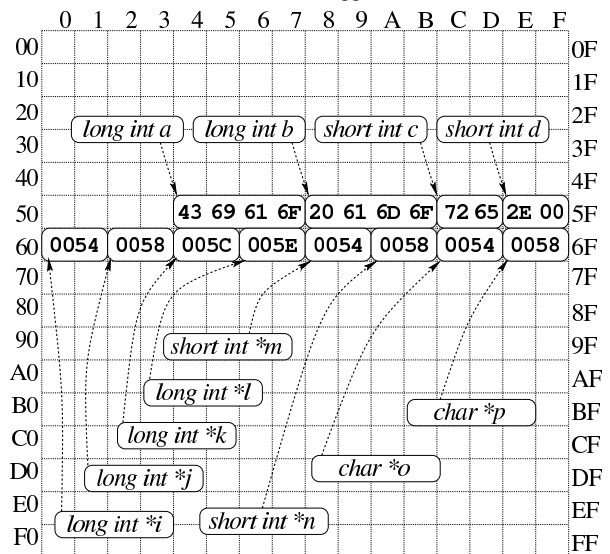 0 1 2 3 4 5 6 7 8 9 A B C D E F
00 0F
10 1F
20 2F
long int a long int b short int c short int d
30 3F
40 4F
50 43 69 61 6F 20 61 6D 6F 72 65 2E 00 5F
60 0054 0058 005C 005E 0054 0058 0054 0058 6F
70 7F
80 8F
90 short int *m 9F
A0 long int *l AF
B0 char *p BF
C0 long int *k CF
D0 long int *j char *o DF
E0 EF
long int *i short int *n
F0 FF